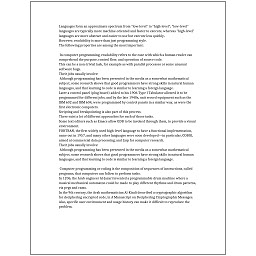 Languages form an approximate spectrum from "low-level" to "high-level"; "low-level"
languages are typically more machine-oriented and faster to execute, whereas "high-level"
languages are more abstract and easier to use but execute less quickly.
However, readability is more than just programming style.
The following properties are among the most important:

In computer programming, readability refers to the ease with which a human reader can
comprehend the purpose, control flow, and operation of source code.
This can be a non-trivial task, for example as with parallel processes or some unusual
software bugs.
Their jobs usually involve:
Although programming has been presented in the media as a somewhat mathematical
subject, some research shows that good programmers have strong skills in natural human
languages, and that learning to code is similar to learning a foreign language.
Later a control panel (plug board) added to his 1906 Type I Tabulator allowed it to be
programmed for different jobs, and by the late 1940s, unit record equipment such as the
IBM 602 and IBM 604, were programmed by control panels in a similar way, as were the
first electronic computers.
Scripting and breakpointing is also part of this process.
There exist a lot of different approaches for each of those tasks.
Some text editors such as Emacs allow GDB to be invoked through them, to provide a visual
environment.
FORTRAN, the first widely used high-level language to have a functional implementation,
came out in 1957, and many other languages were soon developed—in particular, COBOL
aimed at commercial data processing, and Lisp for computer research.
Their jobs usually involve:
Although programming has been presented in the media as a somewhat mathematical
subject, some research shows that good programmers have strong skills in natural human
languages, and that learning to code is similar to learning a foreign language.

Computer programming or coding is the composition of sequences of instructions, called
programs, that computers can follow to perform tasks.
In 1206, the Arab engineer Al-Jazari invented a programmable drum machine where a
musical mechanical automaton could be made to play different rhythms and drum patterns,
via pegs and cams.
In the 9th century, the Arab mathematician Al-Kindi described a cryptographic algorithm
for deciphering encrypted code, in A Manuscript on Deciphering Cryptographic Messages.
Also, specific user environment and usage history can make it difficult to reproduce the
problem.